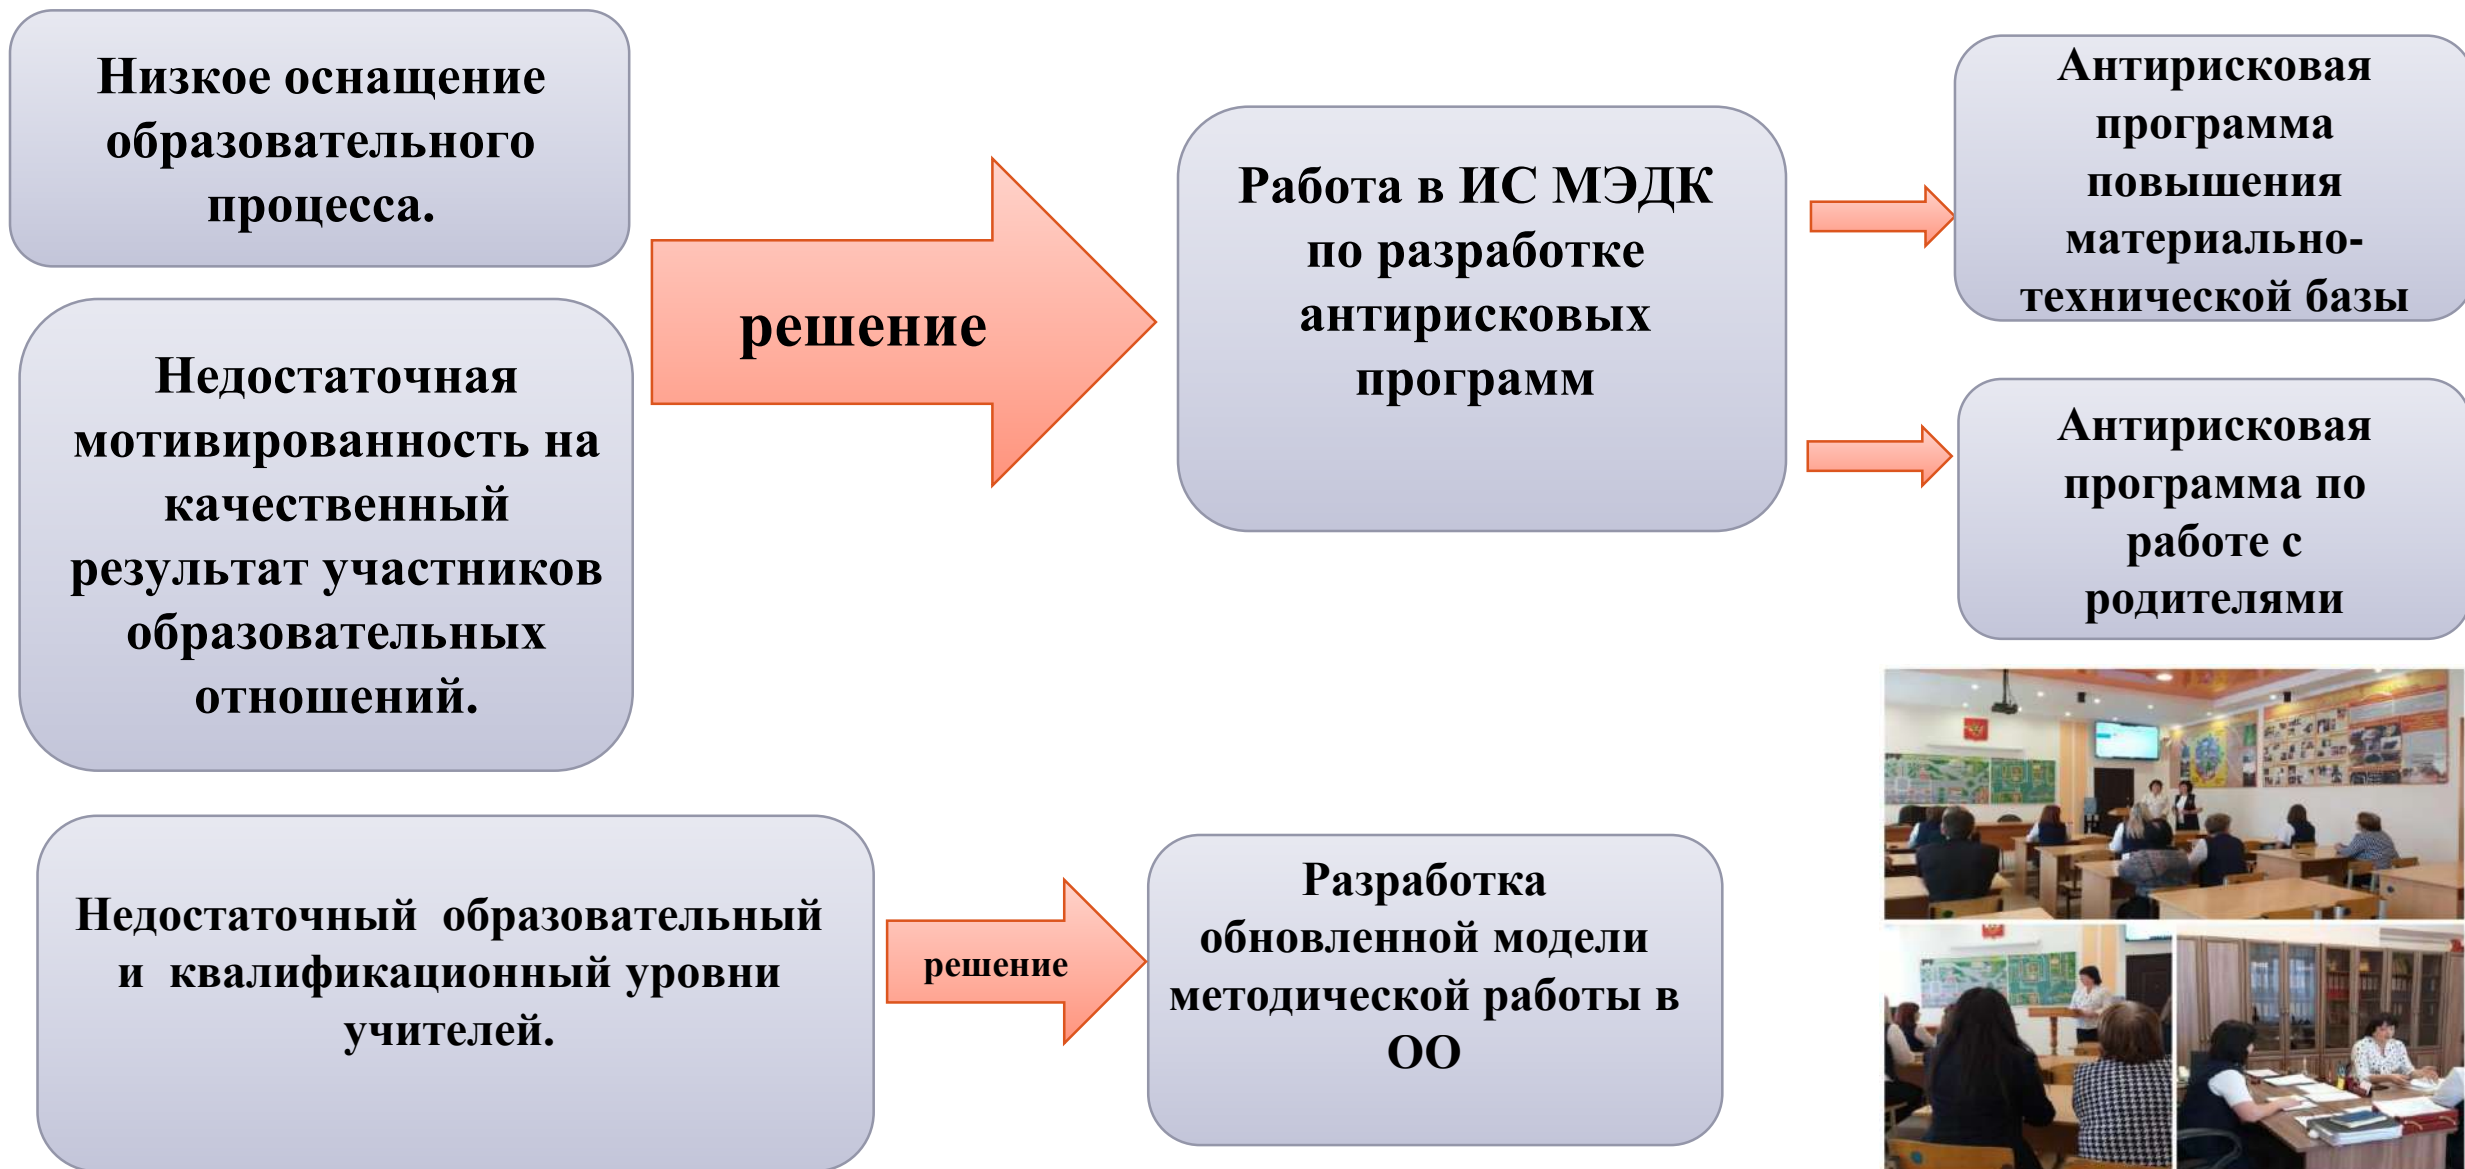 Низкое оснащение
образовательного
процесса.
Недостаточная
мотивированность на
качественный
результат участников
образовательных
отношений.
решение
Работа в ИС МЭДК
по разработке
антирисковых
программ
Антирисковая
программа
повышения
материально-
технической базы
Антирисковая
программа по
работе с
родителями
Недостаточный  образовательный
и  квалификационный уровни
учителей.
решение
Разработка
обновленной модели
методической работы в
ОО